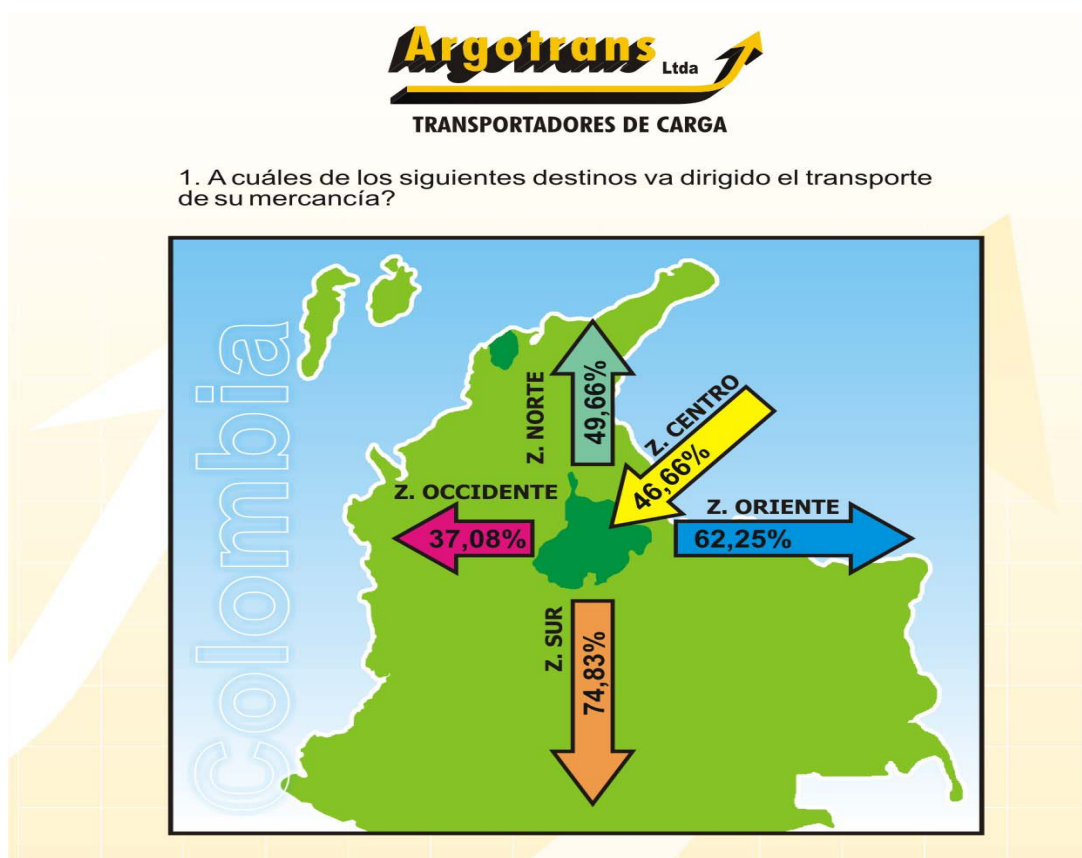 Argotrans
Ltda
TRANSPORTADORES DE CARGA
1. A cuáles de los siguientes destinos va dirigido el transporte
de su mercancía?
Colombia
Z. NORTE
49,66%
Z. CENTRO
46,66%
Z. OCCIDENTE
37,08%
Z. ORIENTE
62,25%
Z. SUR
74,83%